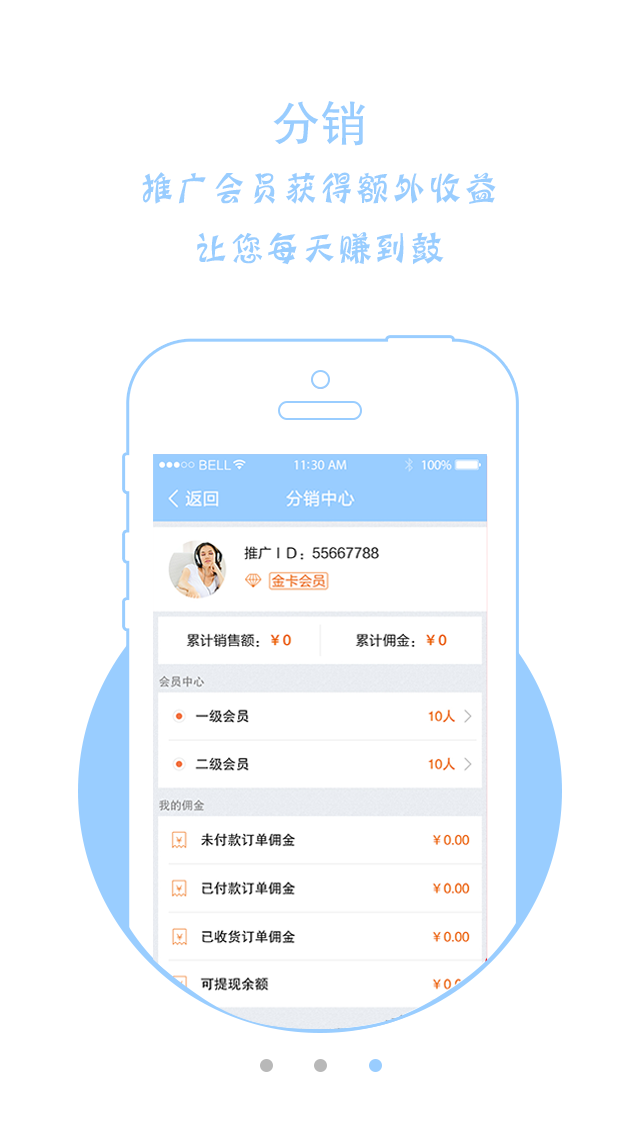 分销
推广会员获得额外收益
让您每天赚到鼓
BELL 11:30 AM 100%
返回 分销中心
推广ID：55667788
金卡会员
累计销售额：￥0 累计佣金：￥0
会员中心
一级会员 10人
二级会员 10人
我的佣金
未付款订单佣金 ￥0.00
已付款订单佣金 ￥0.00
已收货订单佣金 ￥0.00
可提现余额 ￥0.0